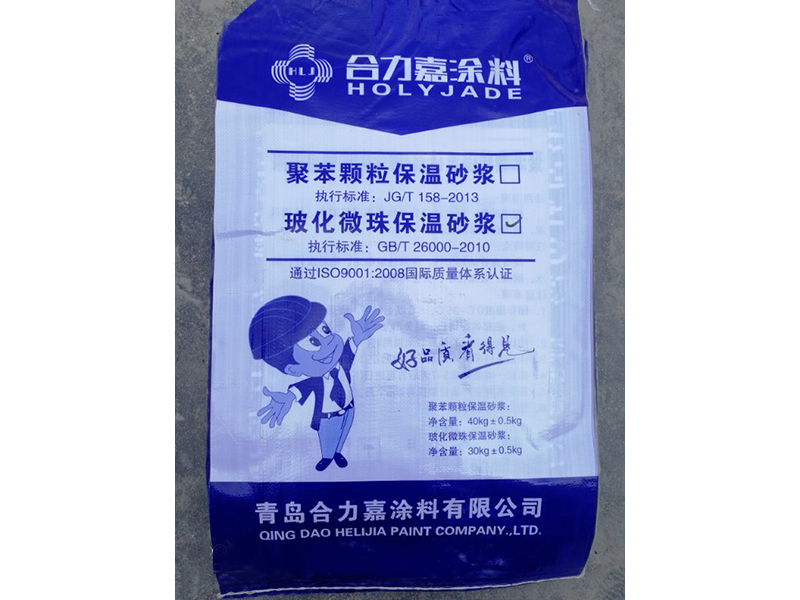 HLJ
合力嘉涂料®
HOLYJADE
聚苯颗粒保温砂浆
执行标准：JG/T 158-2013
玻化微珠保温砂浆
执行标准：GB/T 26000-2010
通过ISO9001:2008国际质量体系认证
好品质看得见
聚苯颗粒保温砂浆：
净含量：40kg±0.5kg
玻化微珠保温砂浆：
净含量：30kg±0.5kg
青岛合力嘉涂料有限公司
QING DAO HELIJIA PAINT COMPANY.,LTD.